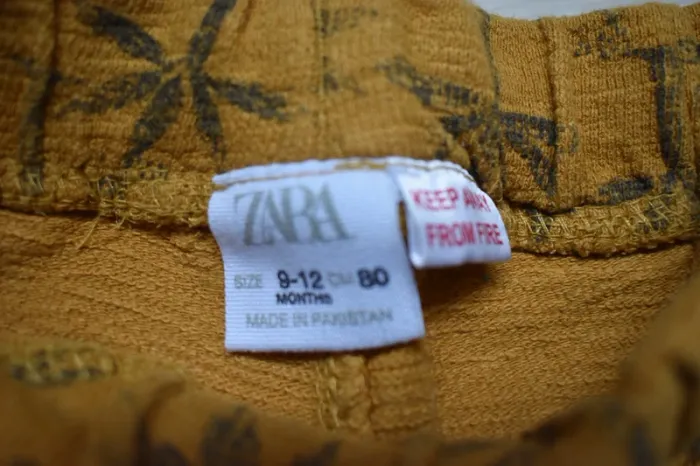 ZARA
SIZE 9-12 CM 80
MONTHS
MADE IN PAKISTAN
KEEP AWAY
FROM FIRE